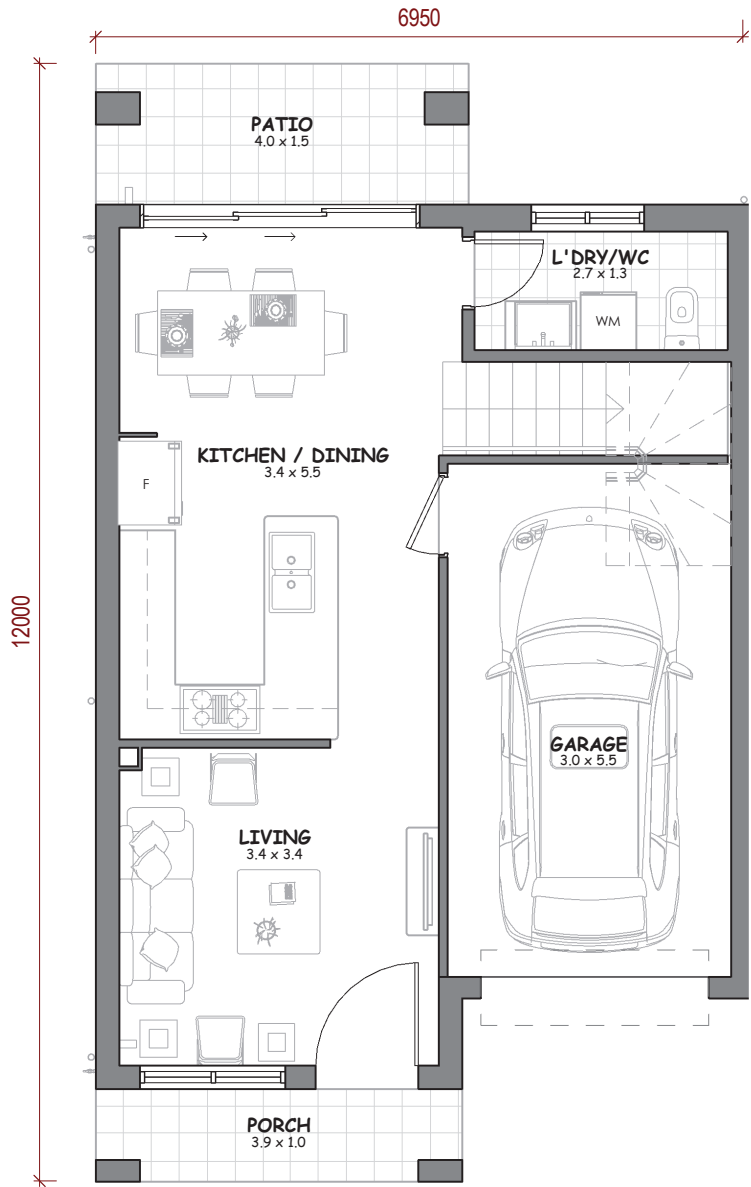 6950
PATIO
4.0 x 1.5
L'DRY/WC
2.7 x 1.3
WM
KITCHEN / DINING
3.4 x 5.5
F
12000
GARAGE
3.0 x 5.5
LIVING
3.4 x 3.4
PORCH
3.9 x 1.0